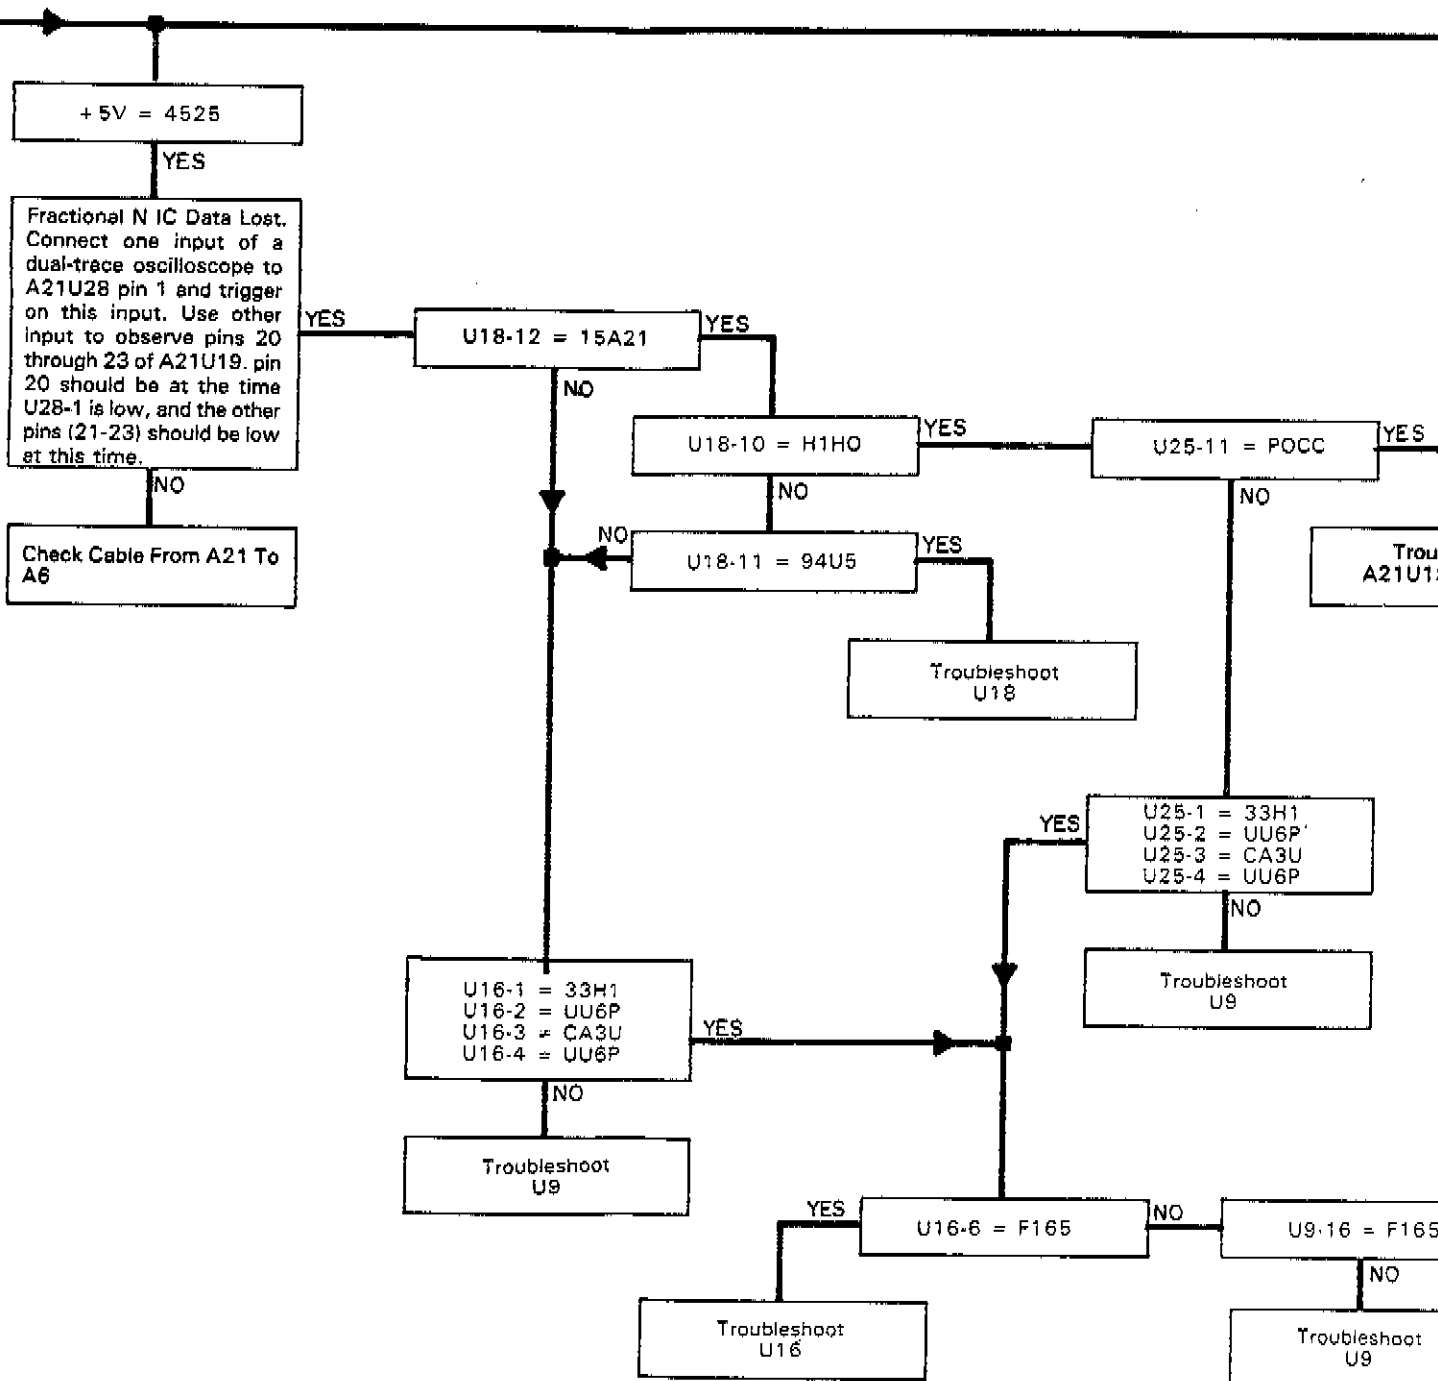 +5V = 4525
YES
Fractional N IC Data Lost.
Connect one input of a
dual-trace oscilloscope to
A21U28 pin 1 and trigger
on this input. Use other
input to observe pins 20
through 23 of A21U19. pin
20 should be at the time
U28-1 is low, and the other
pins (21-23) should be low
at this time.
YES
NO
Check Cable From A21 To
A6
U18-12 = 15A21
YES
NO
U18-10 = H1HO
YES
NO
U25-11 = POCC
YES
NO
NO
U18-11 = 94U5
YES
Trou
A21U1
Troubleshoot
U18
YES
U25-1 = 33H1
U25-2 = UU6P
U25-3 = CA3U
U25-4 = UU6P
NO
Troubleshoot
U9
U16-1 = 33H1
U16-2 = UU6P
U16-3 = CA3U
U16-4 = UU6P
YES
NO
Troubleshoot
U9
YES
U16-6 = F165
NO
U9-16 = F165
NO
Troubleshoot
U16
Troubleshoot
U9